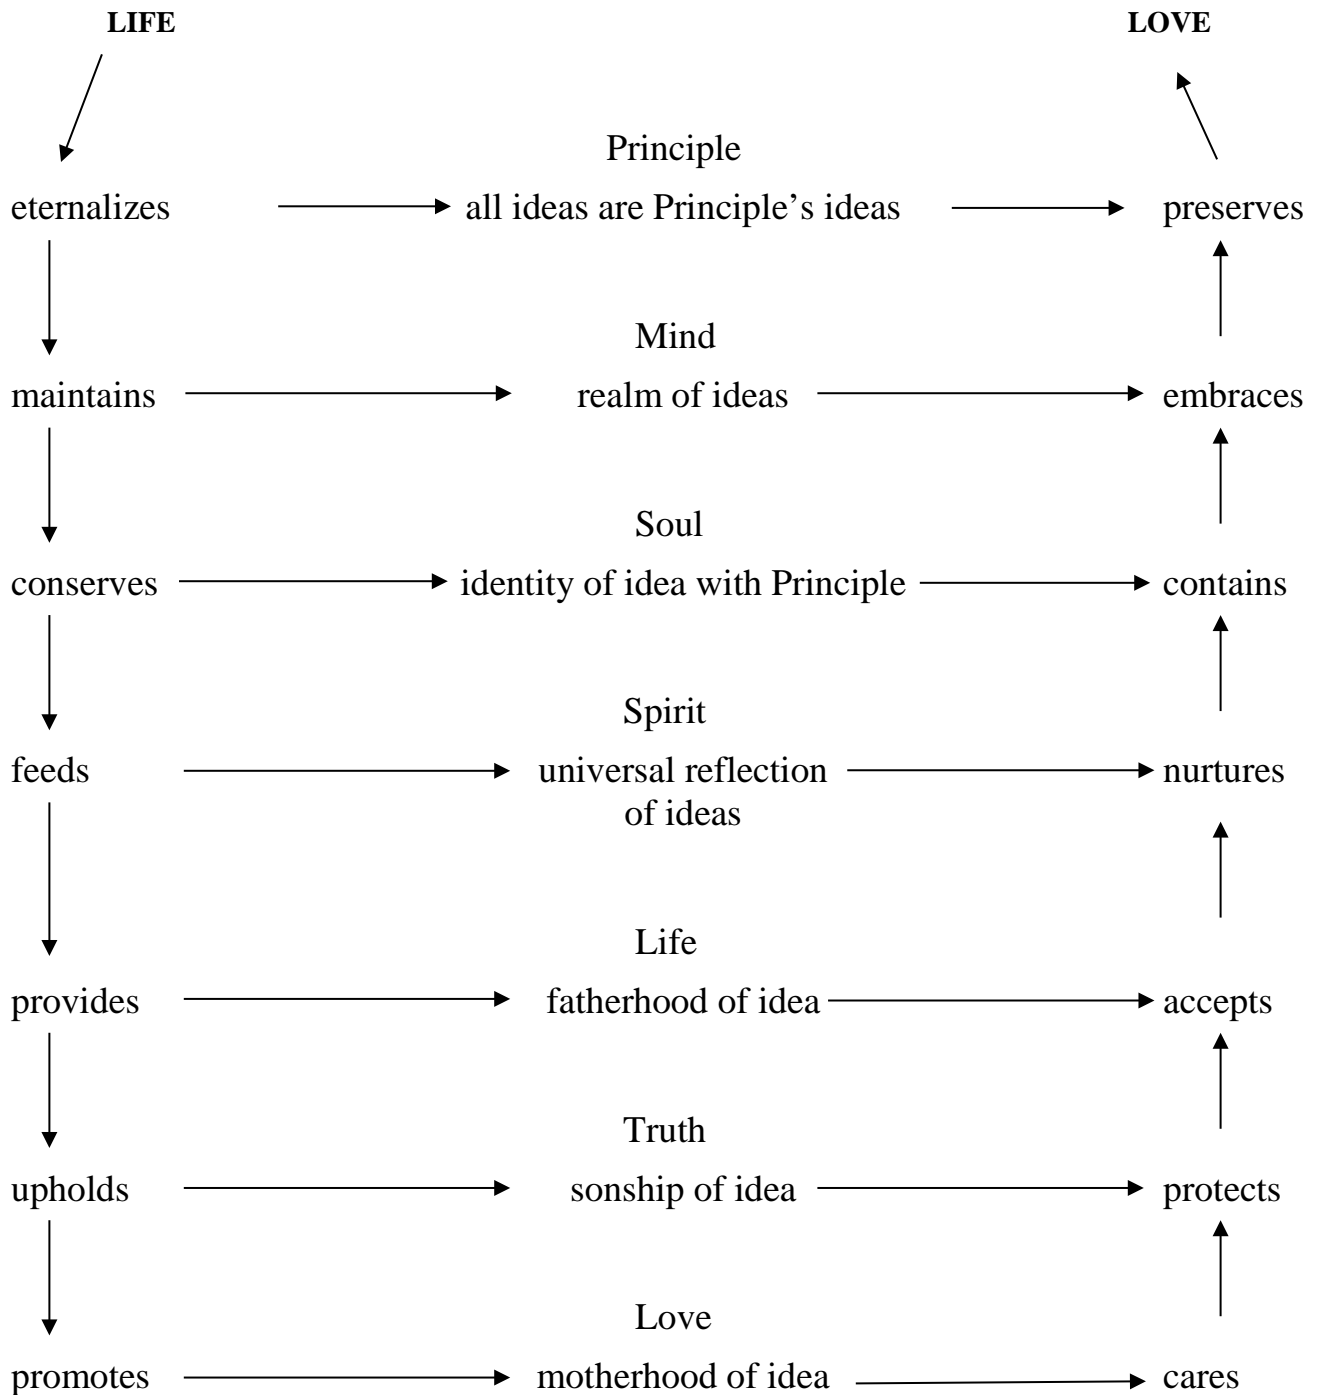 LIFE LOVE
Principle
eternalizes all ideas are Principle’s ideas preserves
Mind
maintains realm of ideas embraces
Soul
conserves identity of idea with Principle contains
Spirit
feeds universal reflection nurtures
of ideas
Life
provides fatherhood of idea accepts
Truth
upholds sonship of idea protects
Love
promotes motherhood of idea cares